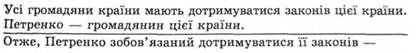 Усі громадяни країни мають дотримуватися законів цієї країни.
Петренко — громадянин цієї країни.
Отже, Петренко зобов'язаний дотримуватися її законів —